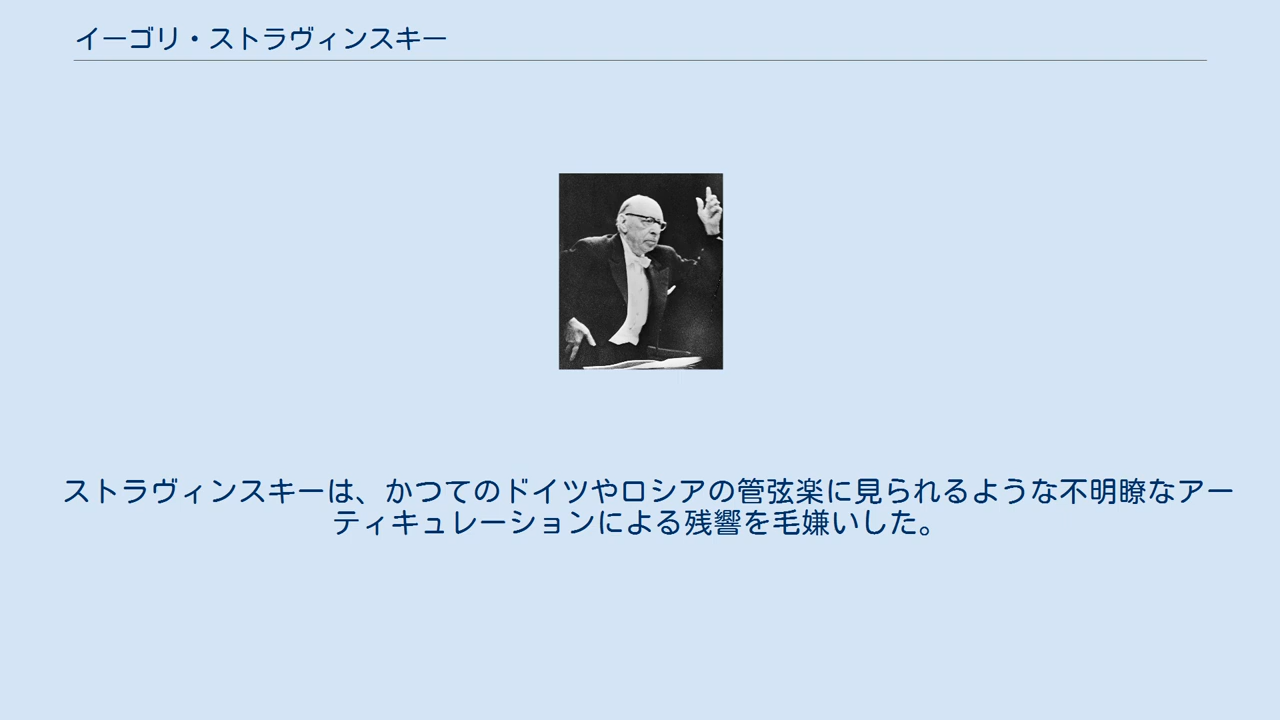 イーゴリ・ストラヴィンスキー
ストラヴィンスキーは、かつてのドイツやロシアの管弦楽に見られるような不明瞭なアー
ティキュレーションによる残響を毛嫌いした。